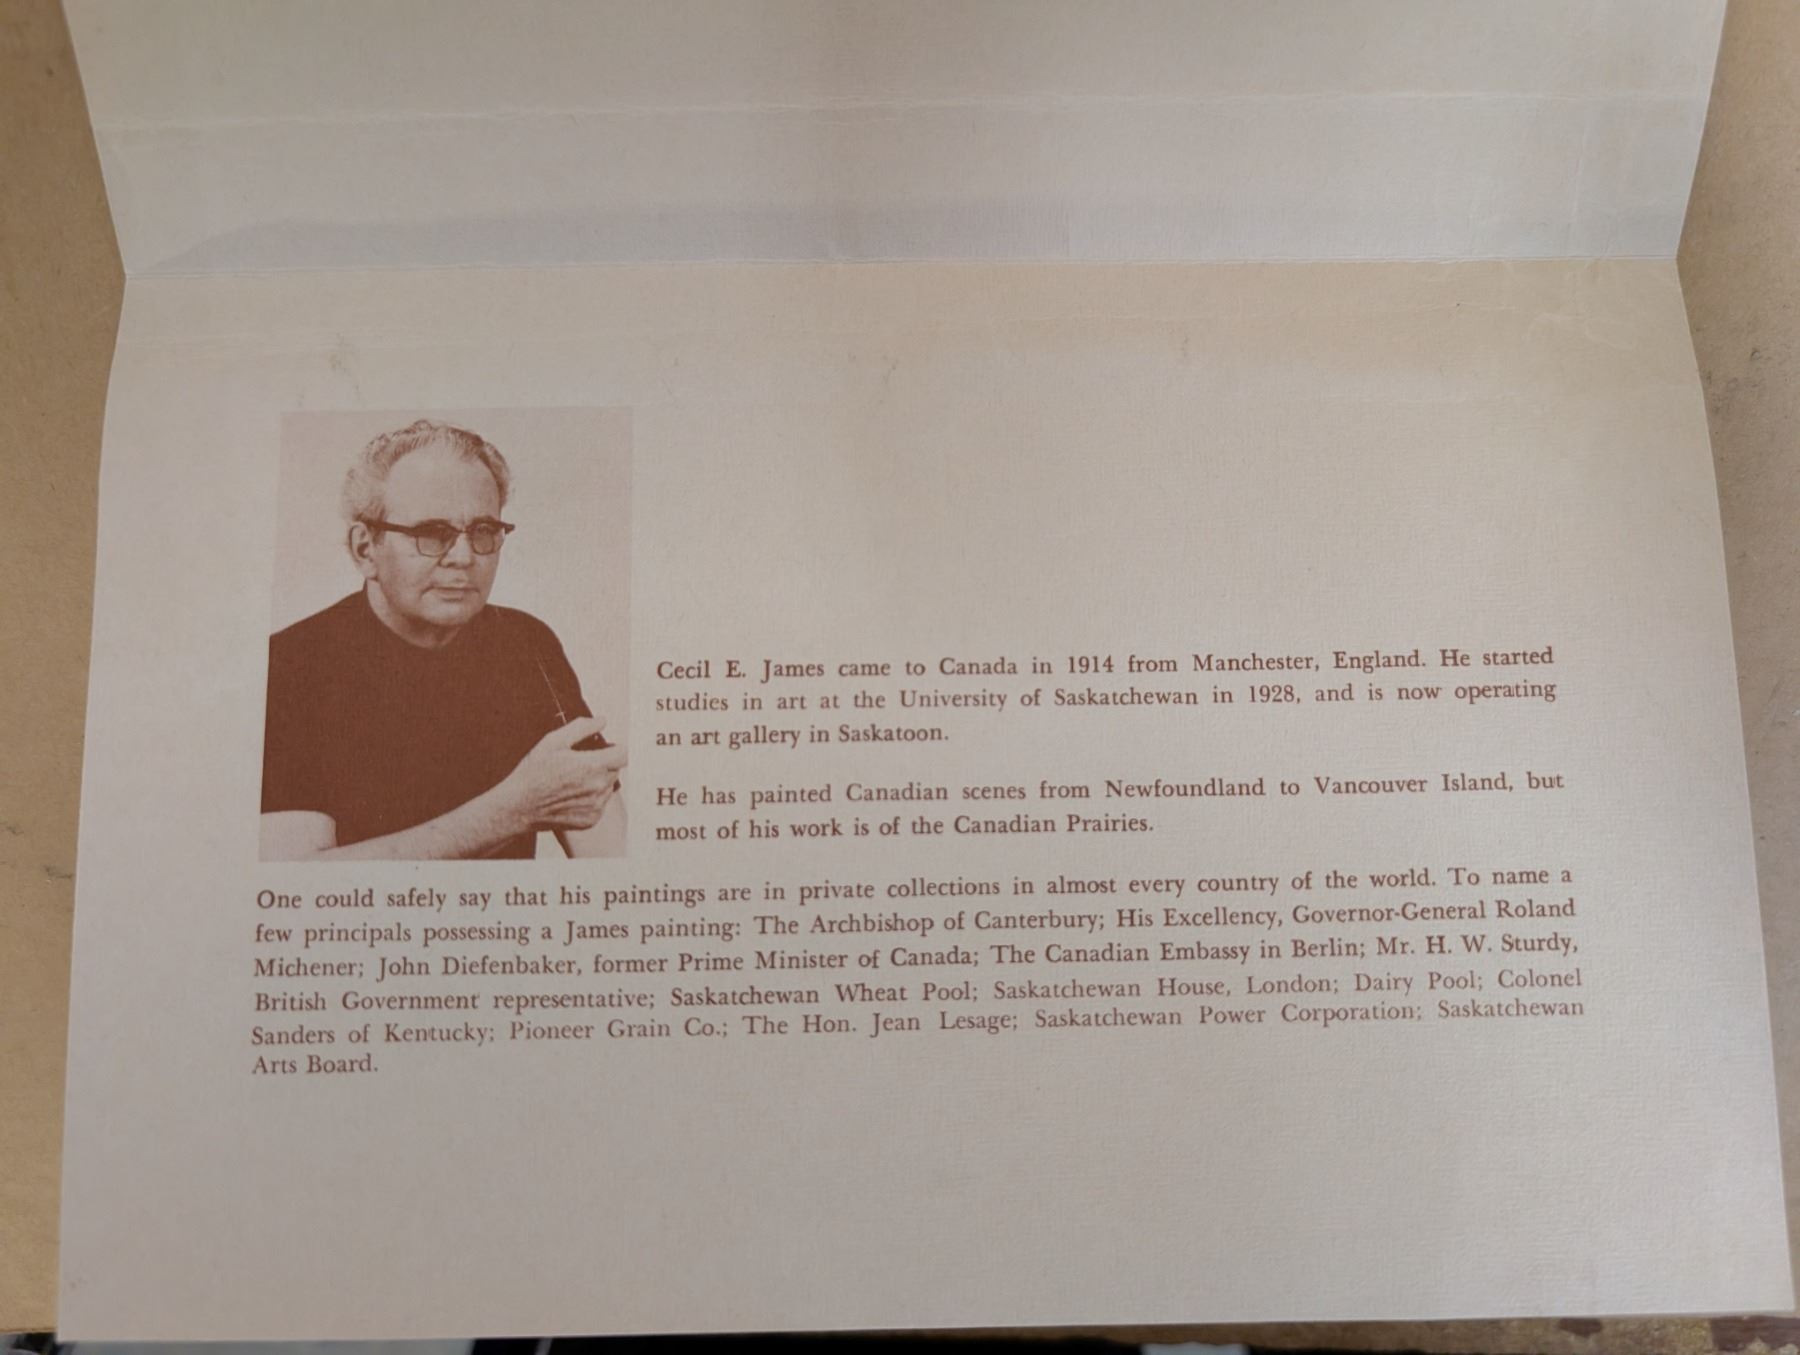 Cecil E. James came to Canada in 1914 from Manchester, England. He started
studies in art at the University of Saskatchewan in 1928, and is now operating
an art gallery in Saskatoon.
He has painted Canadian scenes from Newfoundland to Vancouver Island, but
most of his work is of the Canadian Prairies.
One could safely say that his paintings are in private collections in almost every country of the world. To name a
few principals possessing a James painting: The Archbishop of Canterbury; His Excellency, Governor-General Roland
Michener; John Diefenbaker, former Prime Minister of Canada; The Canadian Embassy in Berlin; Mr. H. W. Sturdy,
British Government representative; Saskatchewan Wheat Pool; Saskatchewan House, London; Dairy Pool; Colonel
Sanders of Kentucky; Pioneer Grain Co.; The Hon. Jean Lesage; Saskatchewan Power Corporation; Saskatchewan
Arts Board.